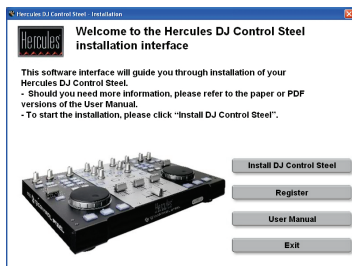 Hercules DJ Control Steel - Installation
Hercules
Welcome to the Hercules DJ Control Steel
installation interface
This software interface will guide you through installation of your
Hercules DJ Control Steel.
- Should you need more information, please refer to the paper or PDF
versions of the User Manual.
- To start the installation, please click “Install DJ Control Steel”.
Install DJ Control Steel
Register
User Manual
Exit